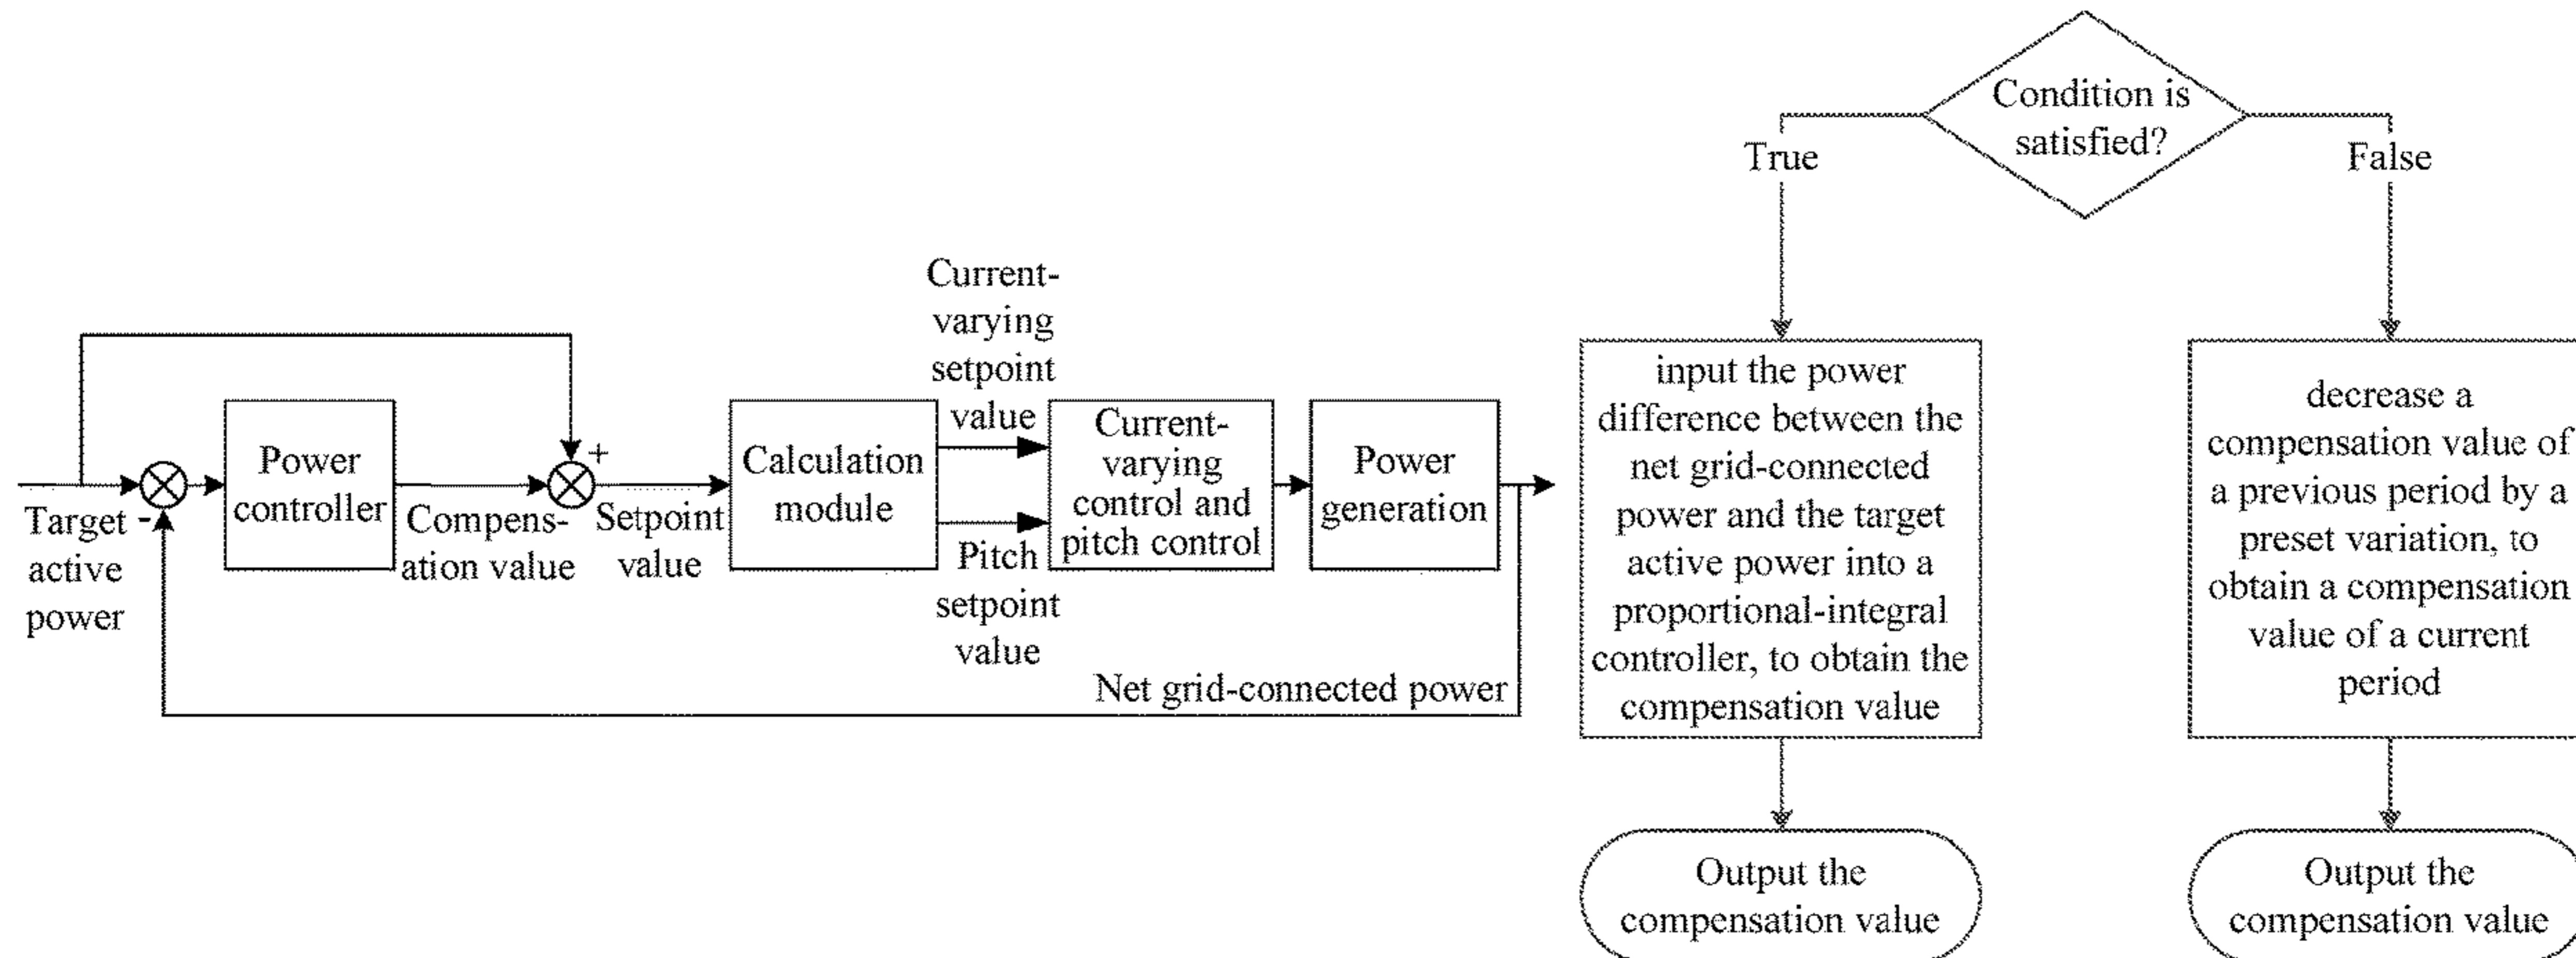 Target
active
power
-
Power
controller
Compens-
ation value
+
Setpoint
value
Calculation
module
Current-
varying
setpoint
value
Pitch
setpoint
value
Current-
varying
control and
pitch control
Power
generation
Net grid-connected power
Condition is
satisfied?
True
False
input the power
difference between the
net grid-connected
power and the target
active power into a
proportional-integral
controller, to obtain the
compensation value
Output the
compensation value
decrease a
compensation value of
a previous period by a
preset variation, to
obtain a compensation
value of a current
period
Output the
compensation value